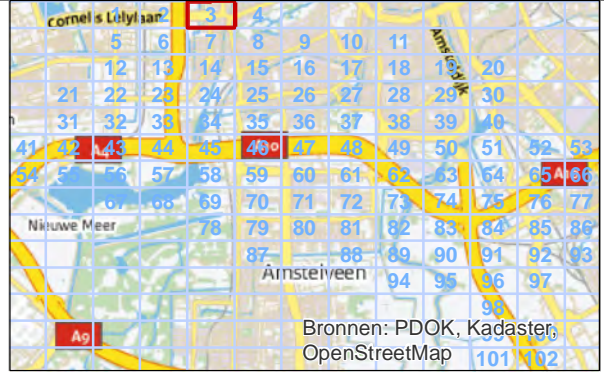 Cornelis Lelylaan 1 2 3 4
5 6 7 8 9 10 11
Amsteldijk
12 13 14 15 16 17 18 19 20
21 22 23 24 25 26 27 28 29 30
31 32 33 34 35 36 37 38 39 40
41 42 43 44 45 46 47 48 49 50 51 52 53
A4
54 55 56 57 58 59 60 61 62 63 64 65 66
67 68 69 70 71 72 73 74 75 76 77
Nieuwe Meer 78 79 80 81 82 83 84 85 86
87 88 89 90 91 92 93
Amstelveen 94 95 96 97
98
A9
Bronnen: PDOK, Kadaster,
OpenStreetMap
101 102